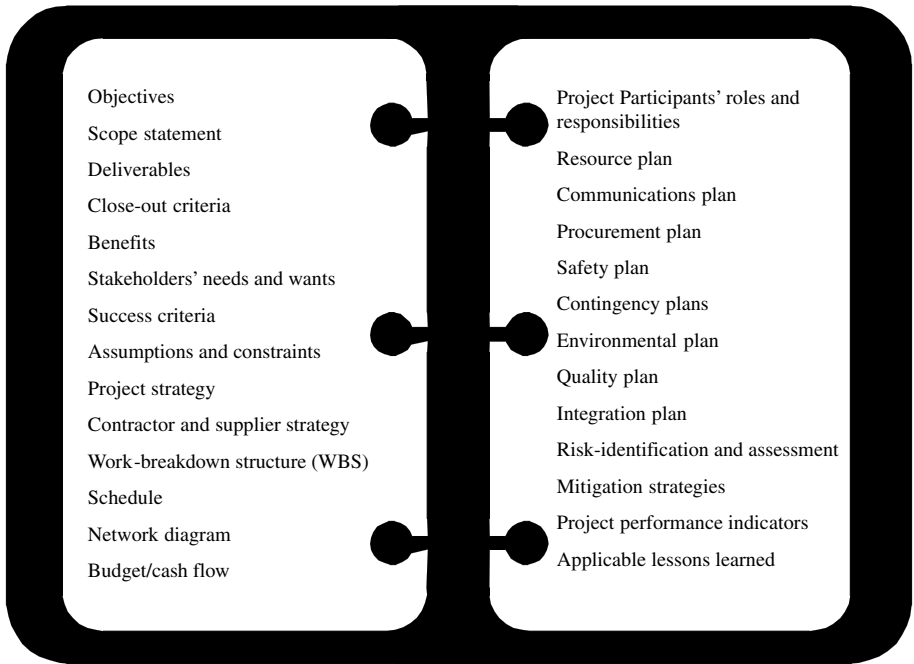 Objectives
Scope statement
Deliverables
Close-out criteria
Benefits
Stakeholders’ needs and wants
Success criteria
Assumptions and constraints
Project strategy
Contractor and supplier strategy
Work-breakdown structure (WBS)
Schedule
Network diagram
Budget/cash flow
Project Participants’ roles and
responsibilities
Resource plan
Communications plan
Procurement plan
Safety plan
Contingency plans
Environmental plan
Quality plan
Integration plan
Risk-identification and assessment
Mitigation strategies
Project performance indicators
Applicable lessons learned